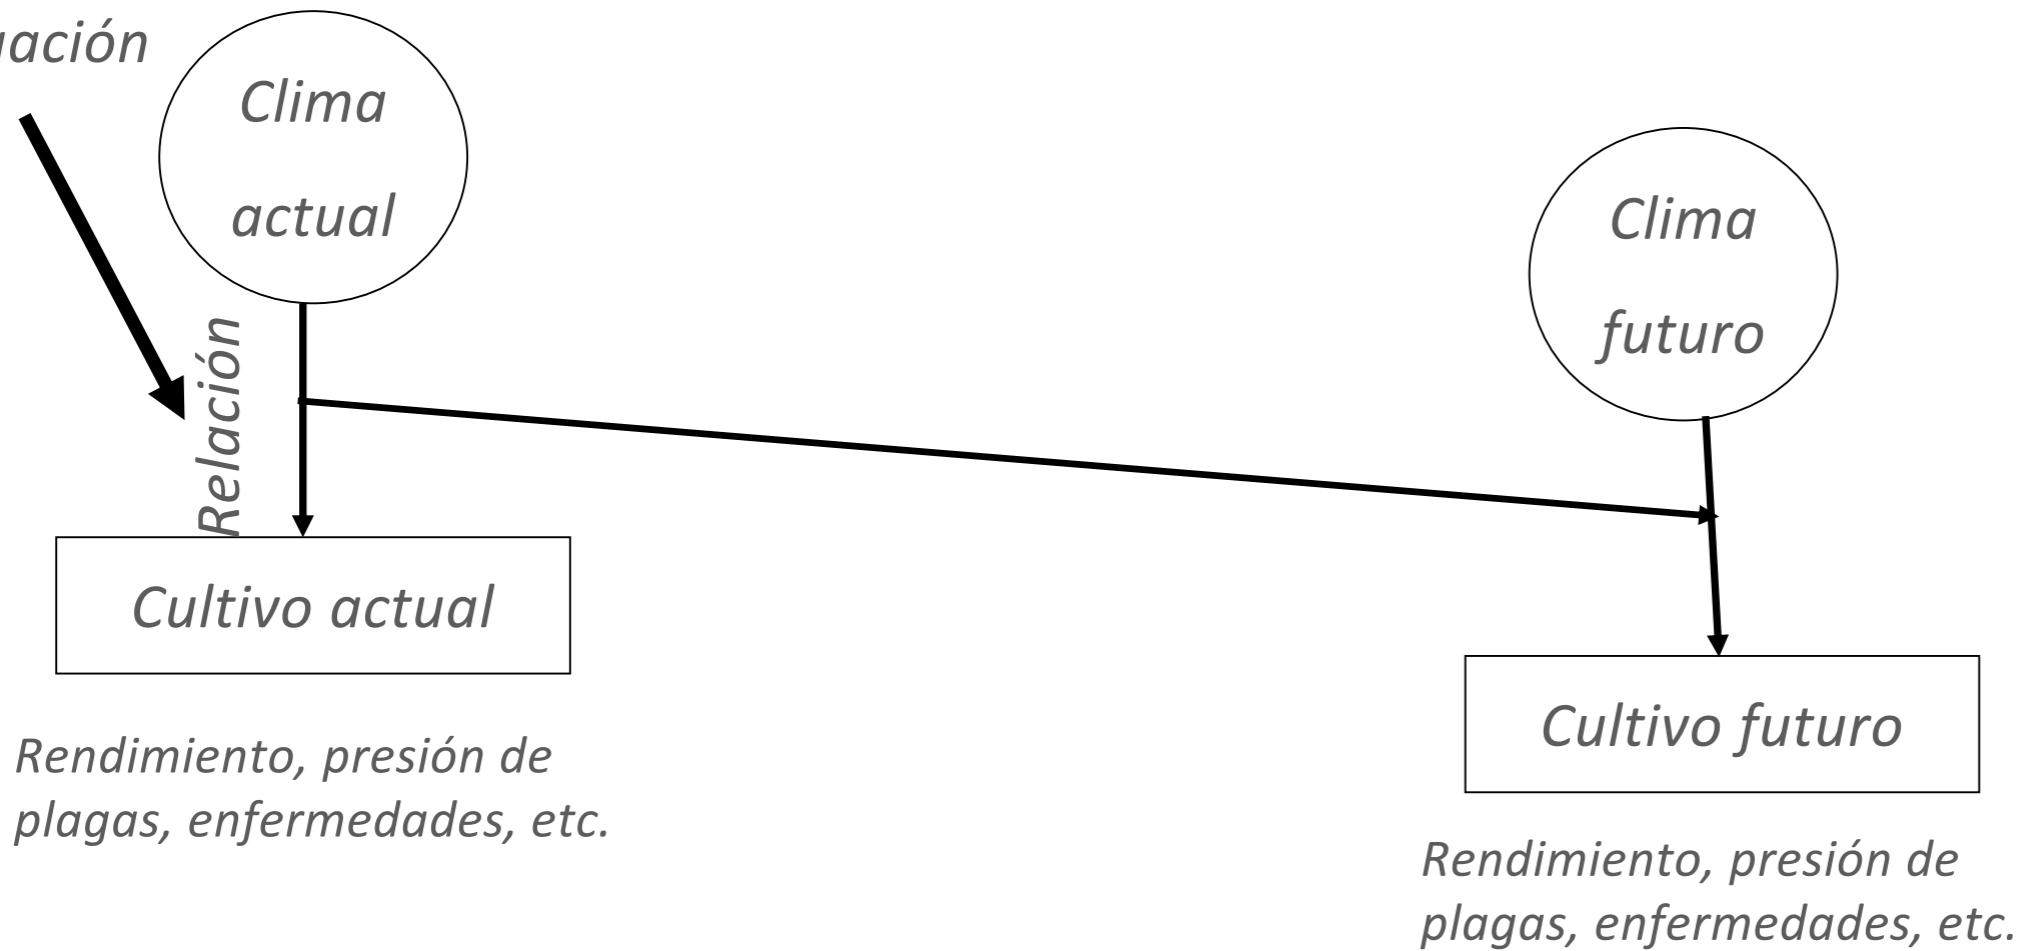 Clima
actual
Clima
futuro
Relación
Cultivo actual
Cultivo futuro
Rendimiento, presión de
plagas, enfermedades, etc.
Rendimiento, presión de
plagas, enfermedades, etc.